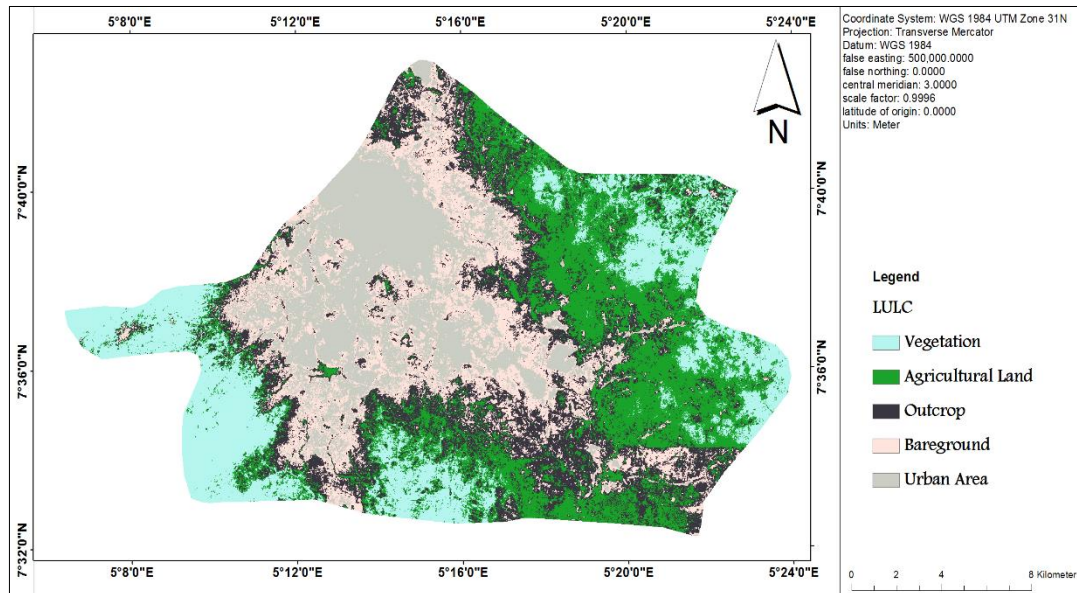 5°8'0"E 5°12'0"E 5°16'0"E 5°20'0"E 5°24'0"E
Coordinate System: WGS 1984 UTM Zone 31N
Projection: Transverse Mercator
Datum: WGS 1984
false easting: 500,000.0000
false northing: 0.0000
central meridian: 3.0000
scale factor: 0.9996
latitude of origin: 0.0000
Units: Meter
N
7°40'0"N 7°40'0"N
7°36'0"N 7°36'0"N
7°32'0"N
Legend
LULC
Vegetation
Agricultural Land
Outcrop
Bareground
Urban Area
5°8'0"E 5°12'0"E 5°16'0"E 5°20'0"E 5°24'0"E
0 2 4 8 Kilometer